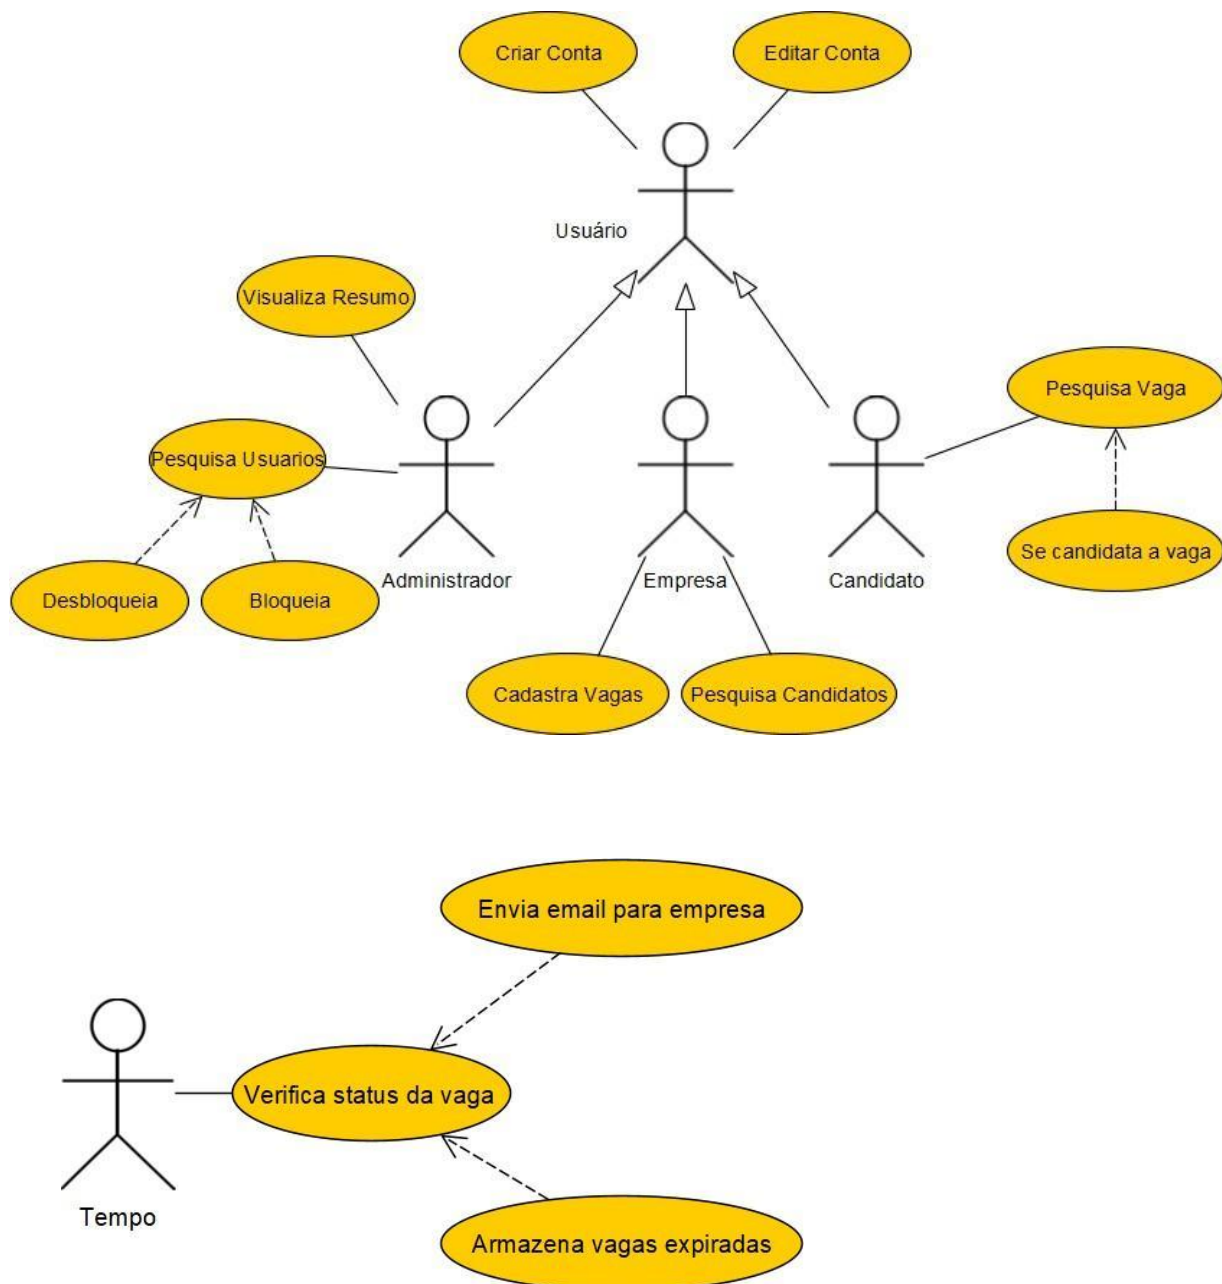 Criar Conta
Editar Conta
Usuário
Visualiza Resumo
Pesquisa Vaga
Pesquisa Usuarios
Se candidata a vaga
Administrador
Empresa
Candidato
Desbloqueia
Bloqueia
Cadastra Vagas
Pesquisa Candidatos
Envia email para empresa
Verifica status da vaga
Tempo
Armazena vagas expiradas